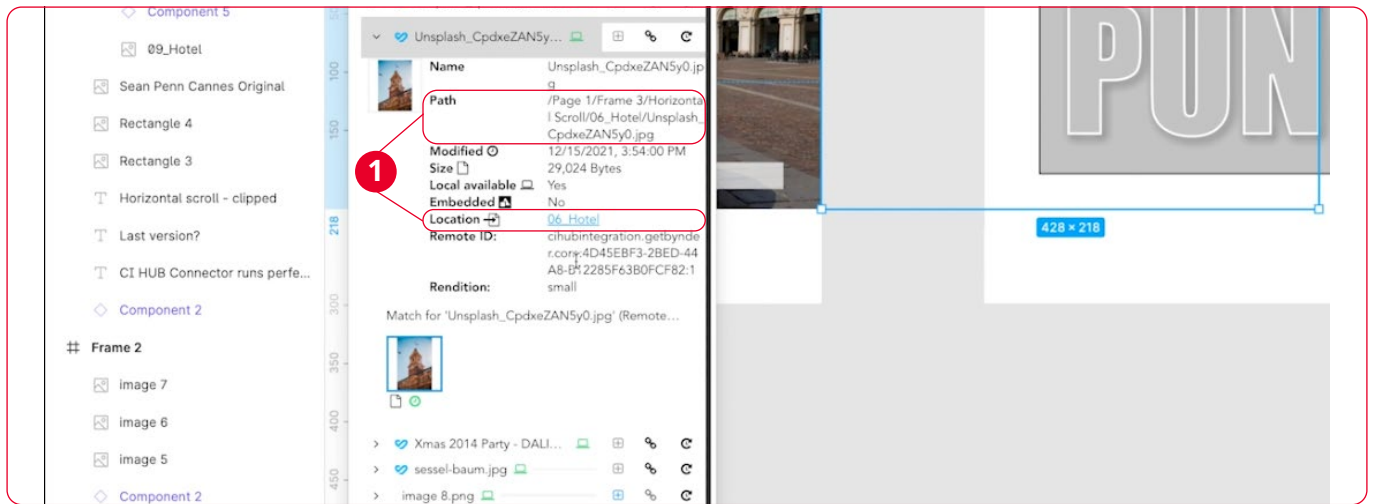 Component 5
09_Hotel
Sean Penn Cannes Original
Rectangle 4
Rectangle 3
Horizontal scroll - clipped
Last version?
CI HUB Connector runs perfe...
Component 2
Frame 2
image 7
image 6
image 5
Component 2
100
150
218
300
350
400
450
Unsplash_CpdxeZAN5y...
Name Unsplash_CpdxeZAN5y0.jp
g
Path /Page 1/Frame 3/Horizonta
l Scroll/06_Hotel/Unsplash_
CpdxeZAN5y0.jpg
Modified 12/15/2021, 3:54:00 PM
Size 29,024 Bytes
Local available Yes
Embedded No
Location 06_Hotel
Remote ID: cihubintegration.getbynde
r.com:4D45EBF3-2BED-44
A8-B12285F63B0FCF82:1
Rendition: small
1
Match for 'Unsplash_CpdxeZAN5y0.jpg' (Remote...
Xmas 2014 Party - DALI...
sessel-baum.jpg
image 8.png
PUN
428 × 218